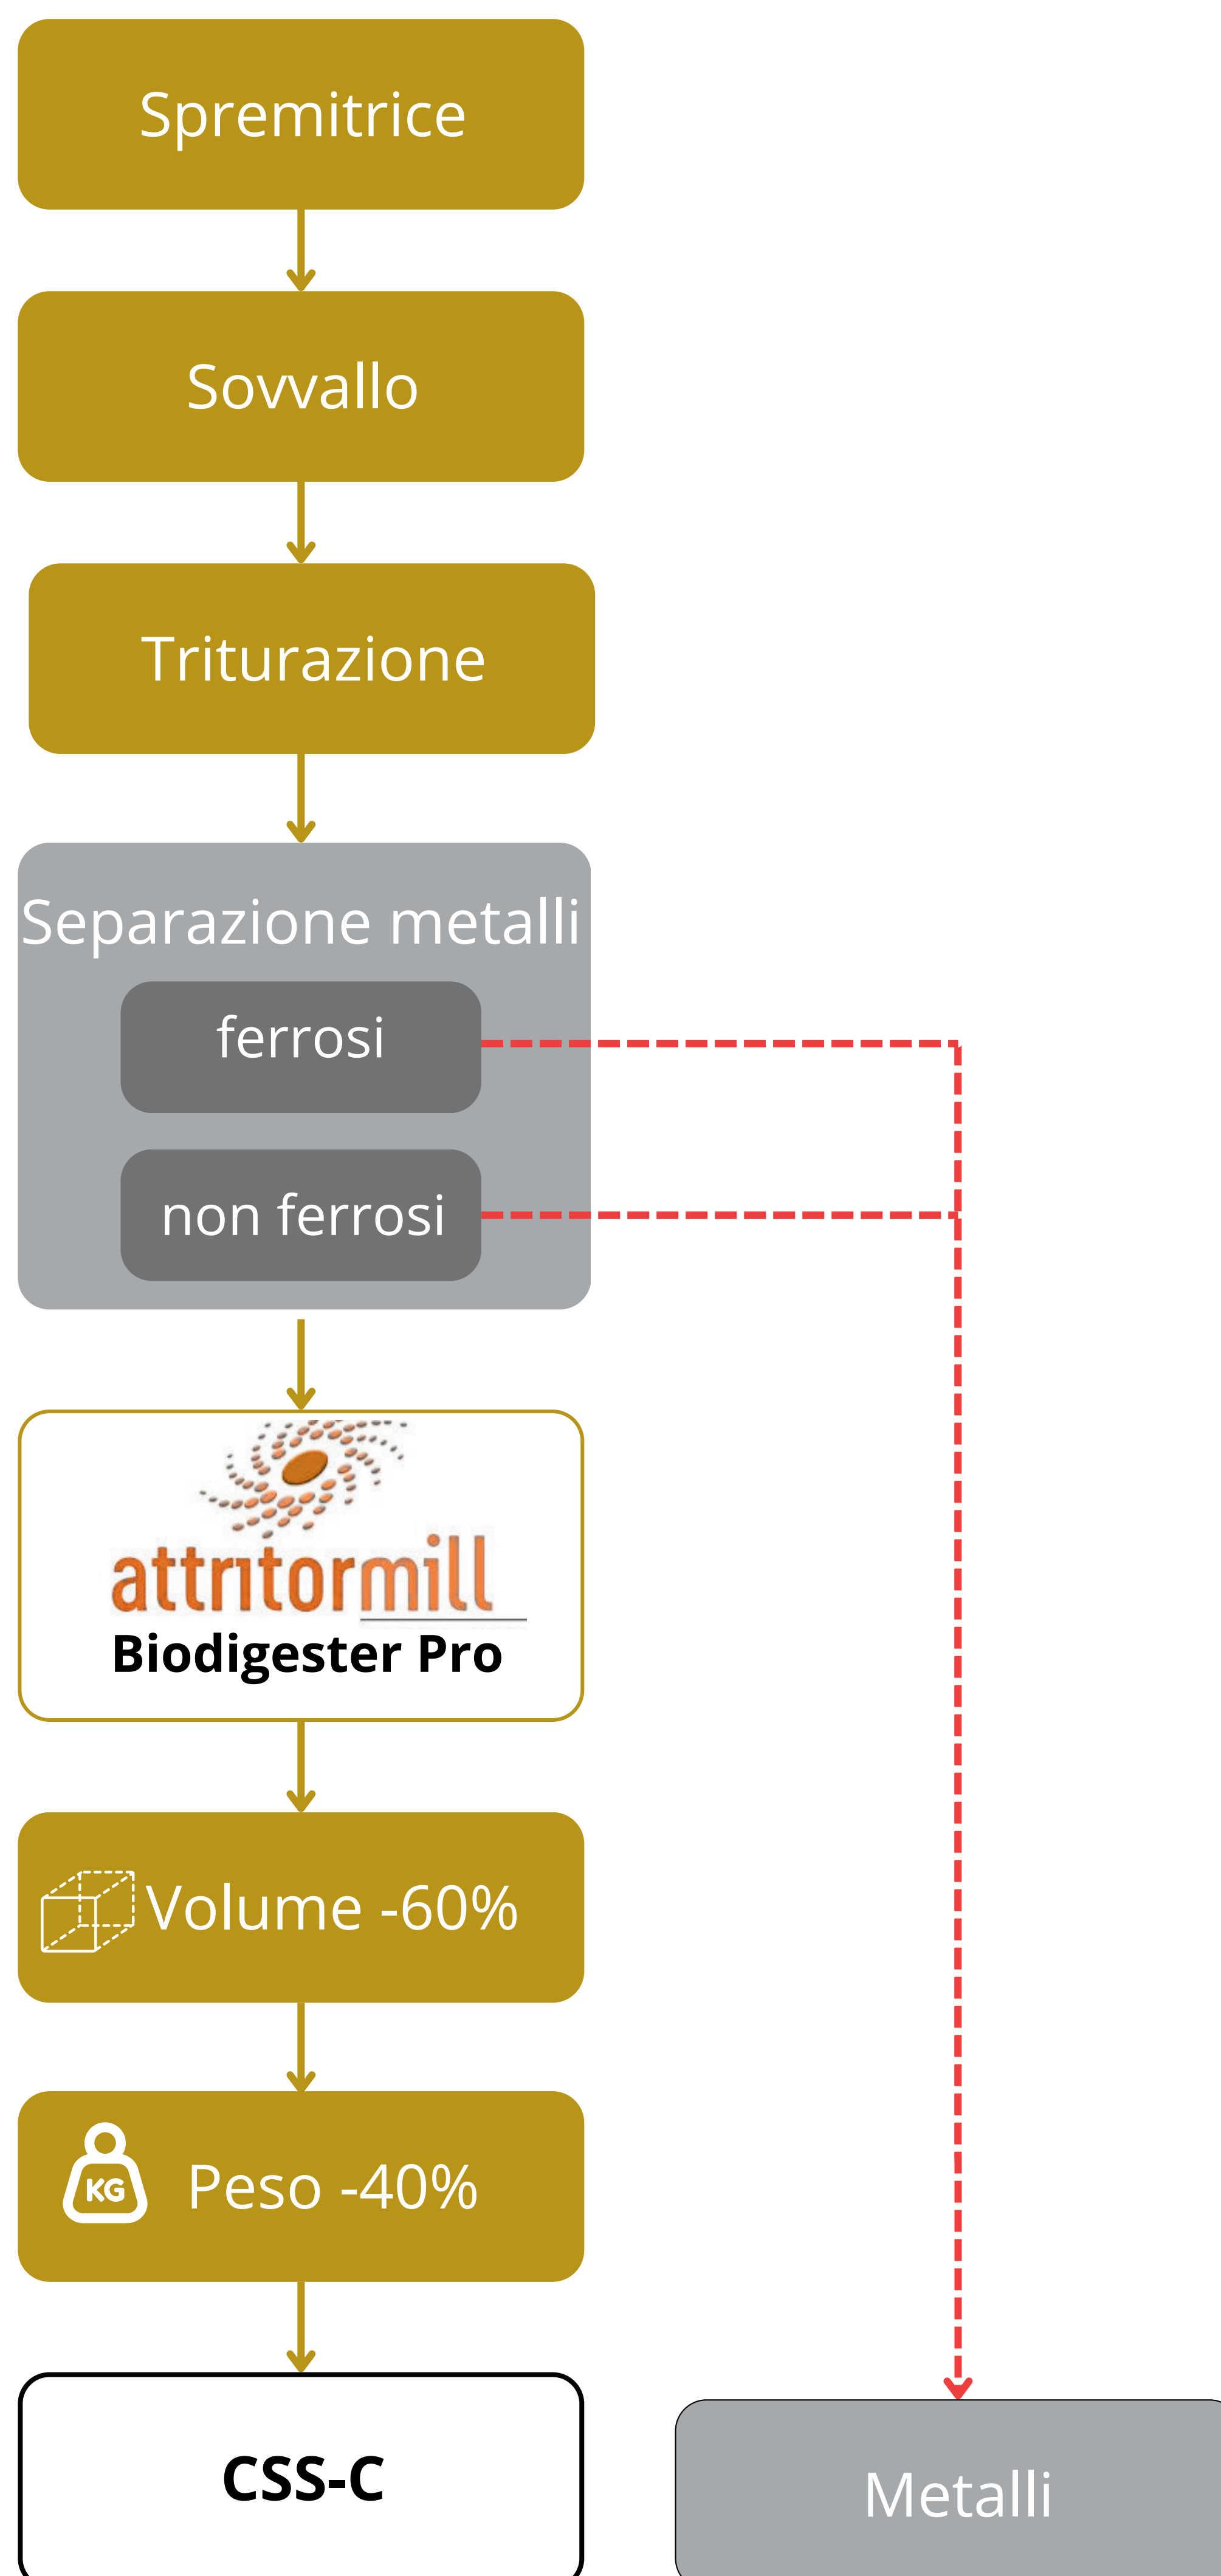 Spremitrice
Sovvallo
Triturazione
Separazione metalli
ferrosi
non ferrosi
attritormill
Biodigester Pro
Volume -60%
KG
Peso -40%
CSS-C
Metalli